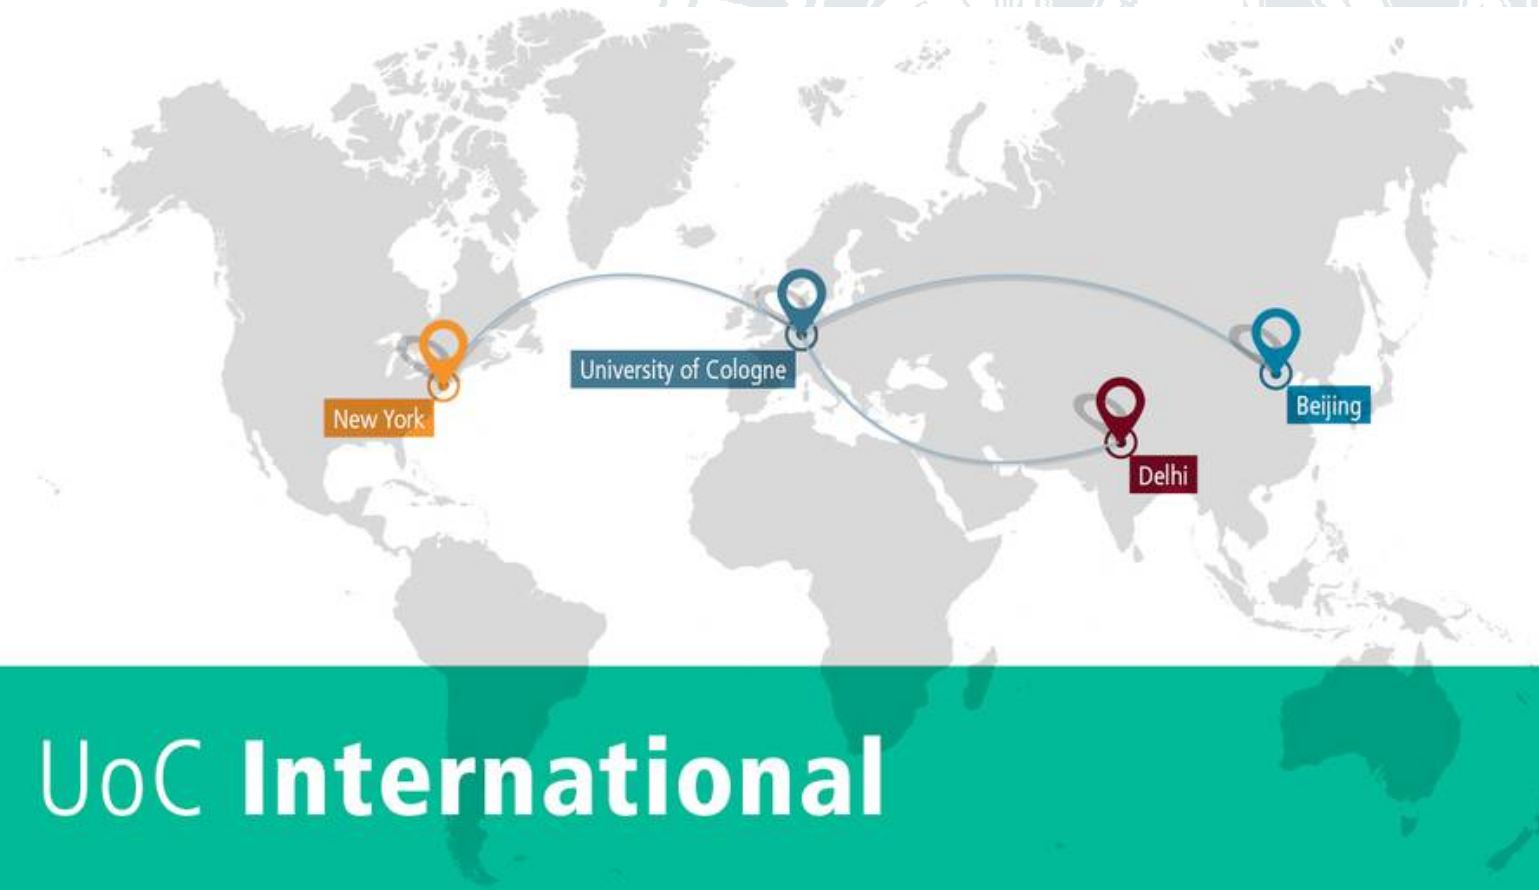 University of Cologne
New York
Beijing
Delhi
UoC International